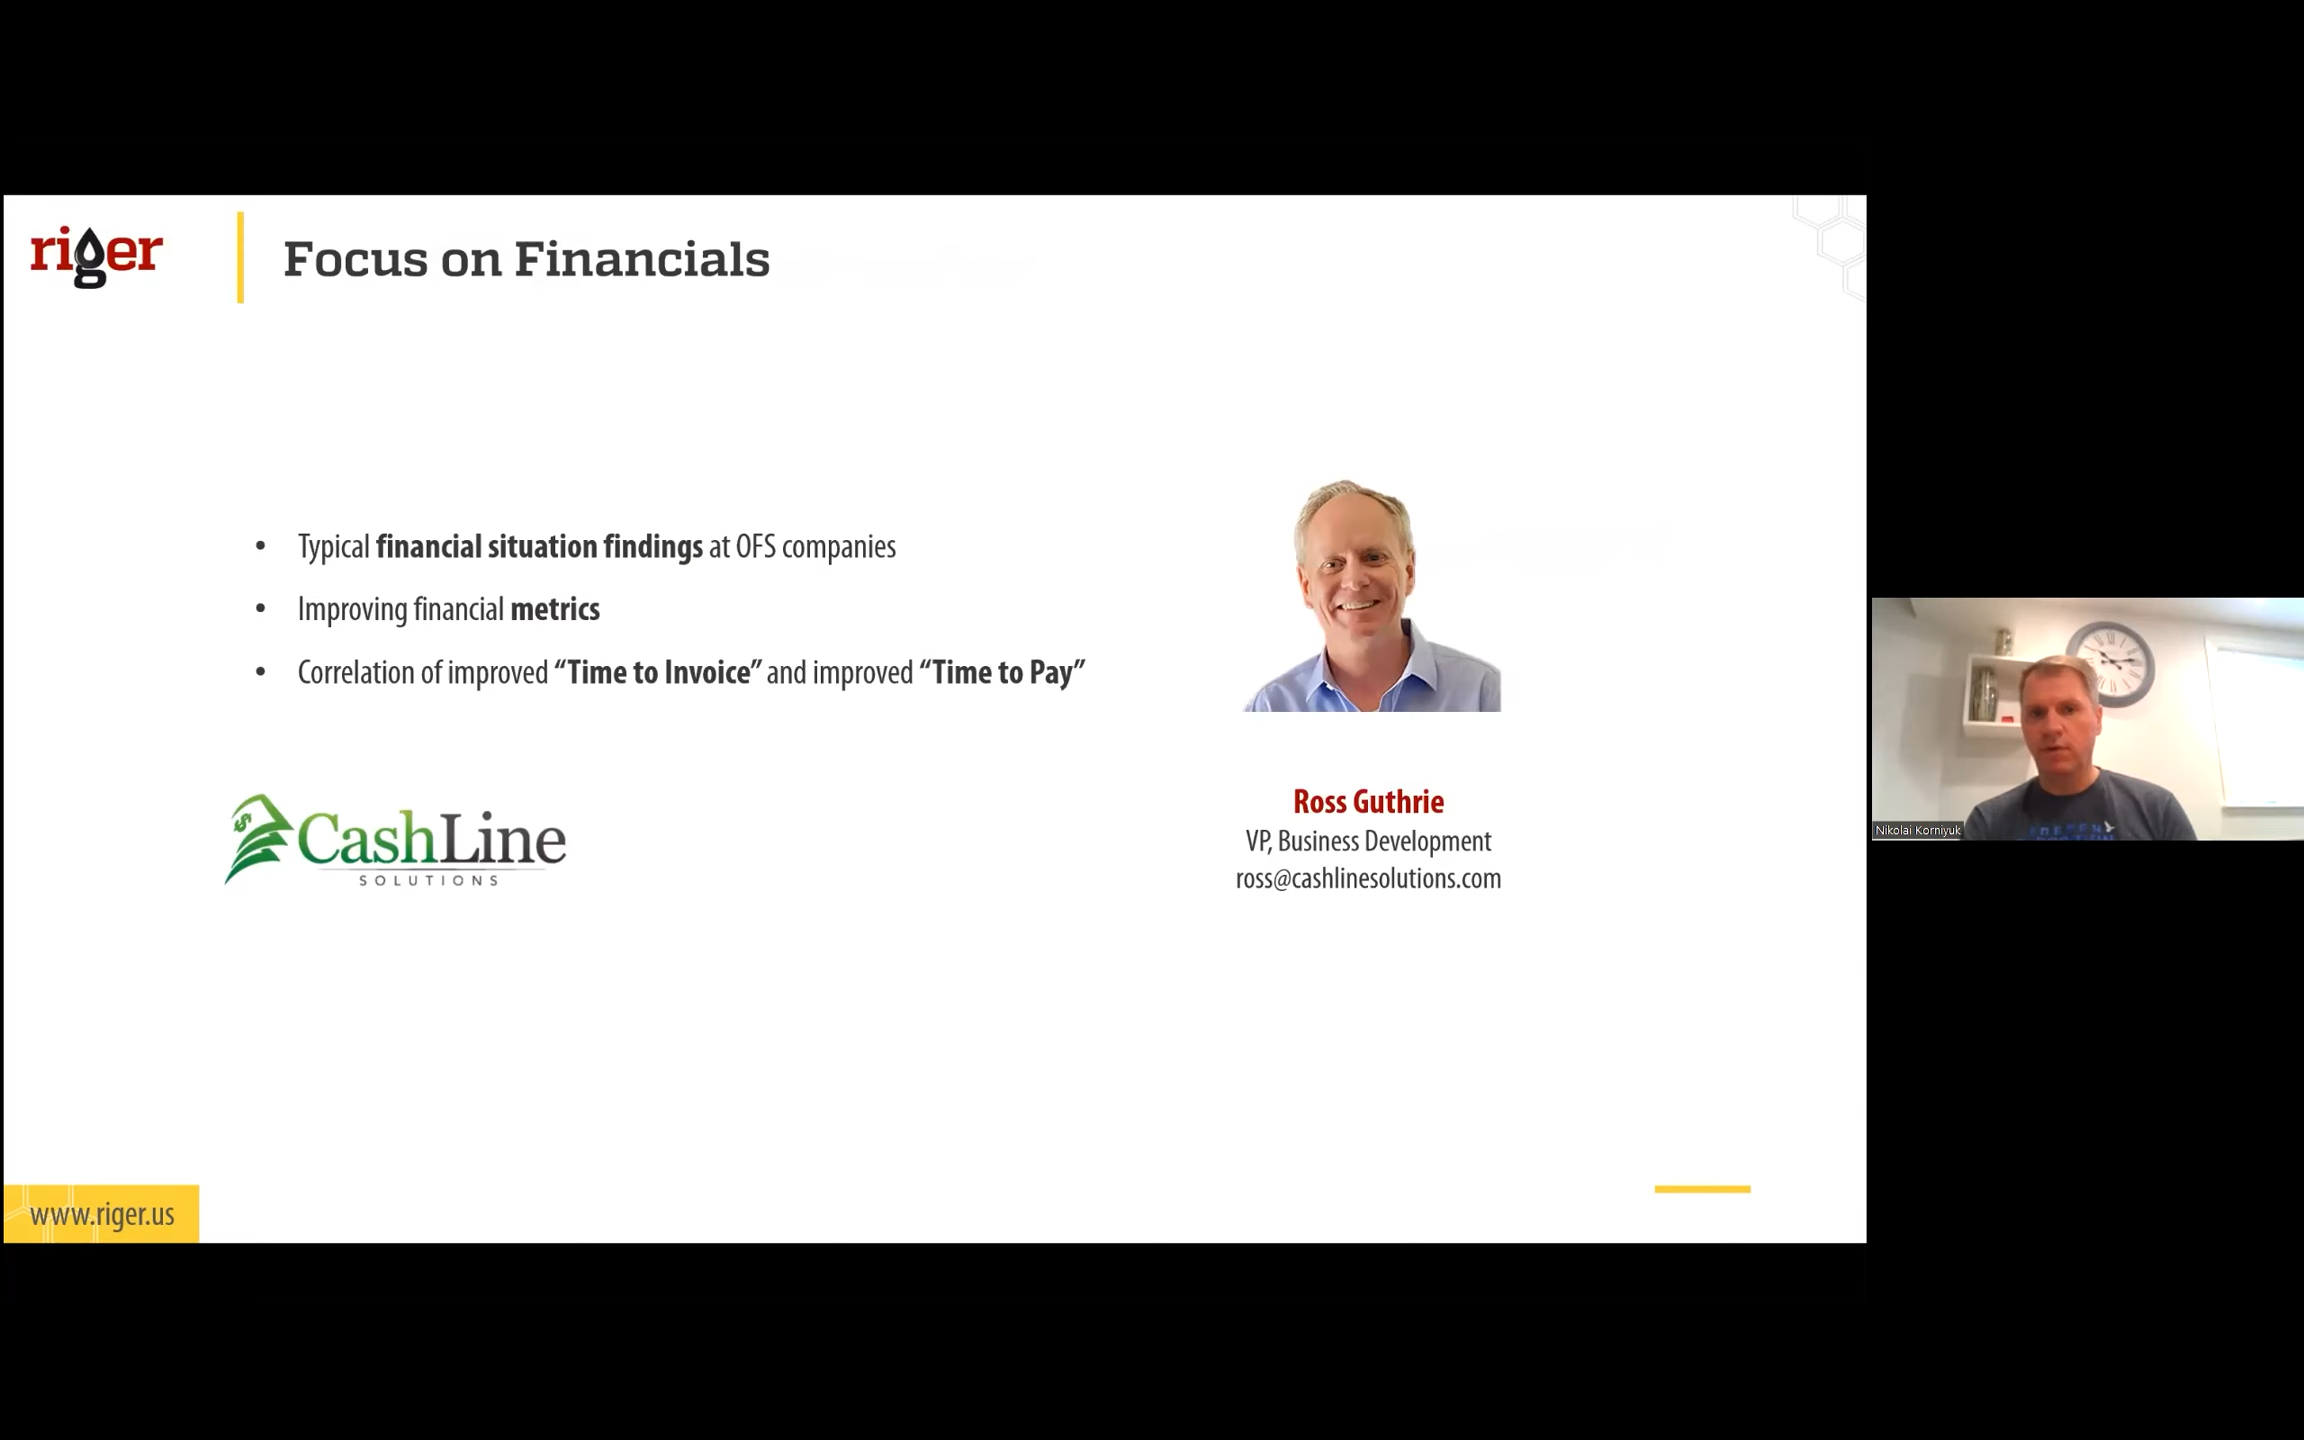 riger
Focus on Financials
• Typical financial situation findings at OFS companies
• Improving financial metrics
• Correlation of improved “Time to Invoice” and improved “Time to Pay”
CashLine
SOLUTIONS
Ross Guthrie
VP, Business Development
ross@cashlinesolutions.com
Nikolai Korniyuk
www.riger.us